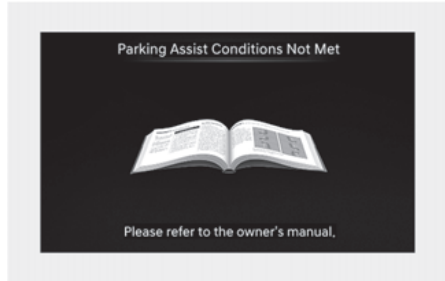 Parking Assist Conditions Not Met
Please refer to the owner's manual.